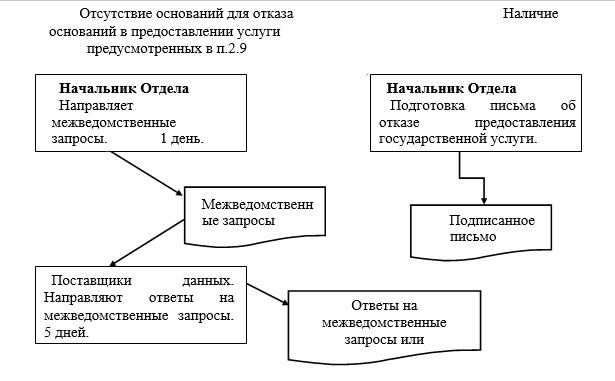 Отсутствие оснований для отказа Наличие
оснований в предоставлении услуги
предусмотренных в п.2.9
Начальник Отдела
Направляет
межведомственные
запросы. 1 день.
Начальник Отдела
Подготовка письма об
отказе предоставления
государственной услуги.
Межведомственн
ые запросы
Подписанное
письмо
Поставщики данных.
Направляют ответы на
межведомственные запросы.
5 дней.
Ответы на
межведомственные
запросы или